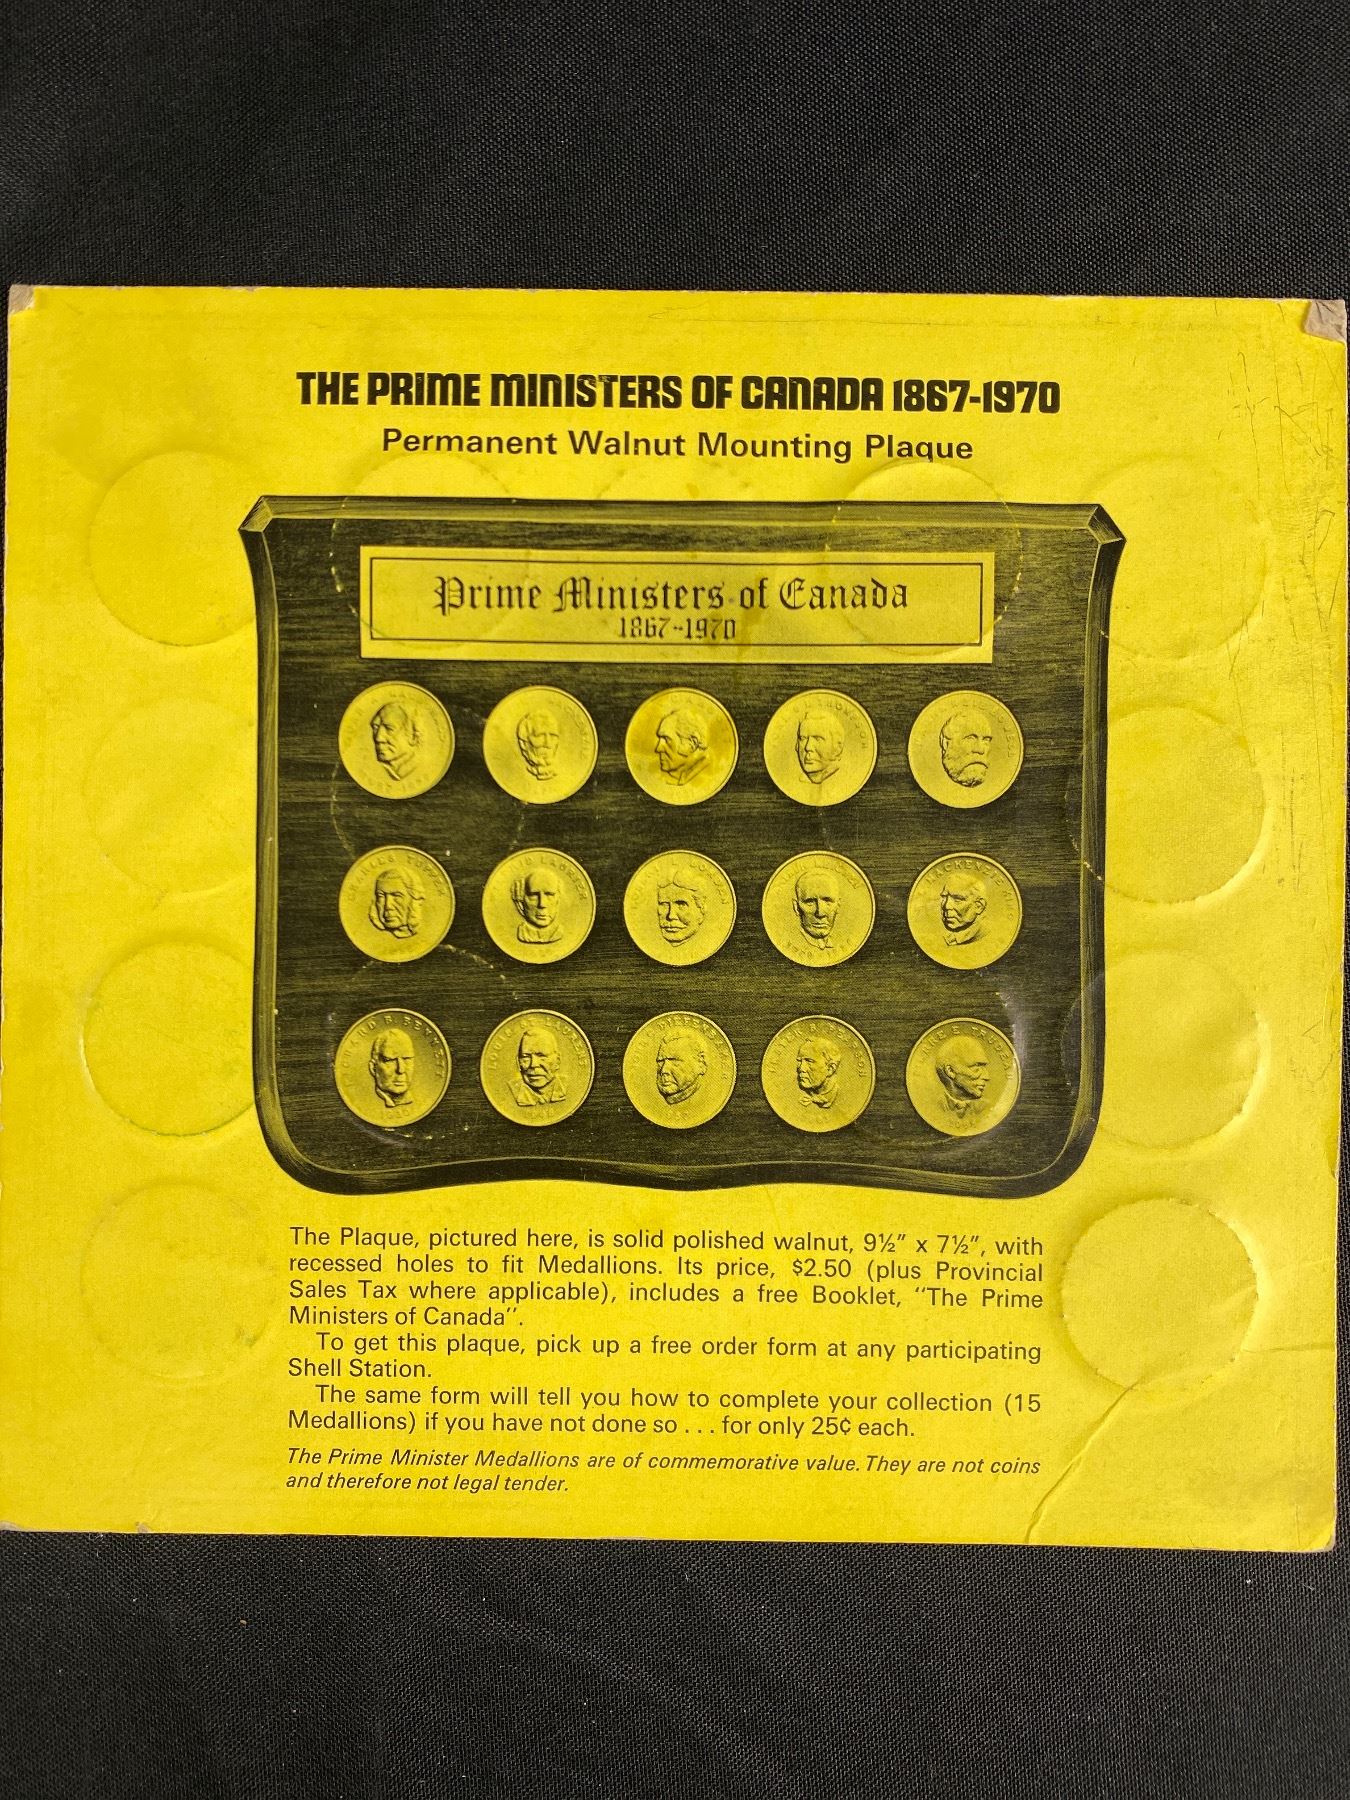 THE PRIME MINISTERS OF CANADA 1867-1970
Permanent Walnut Mounting Plaque
Prime Ministers of Canada
1867-1970
The Plaque, pictured here, is solid polished walnut, 9½" x 7½", with
recessed holes to fit Medallions. Its price, $2.50 (plus Provincial
Sales Tax where applicable), includes a free Booklet, "The Prime
Ministers of Canada".
To get this plaque, pick up a free order form at any participating
Shell Station.
The same form will tell you how to complete your collection (15
Medallions) if you have not done so . . . for only 25¢ each.
The Prime Minister Medallions are of commemorative value. They are not coins
and therefore not legal tender.